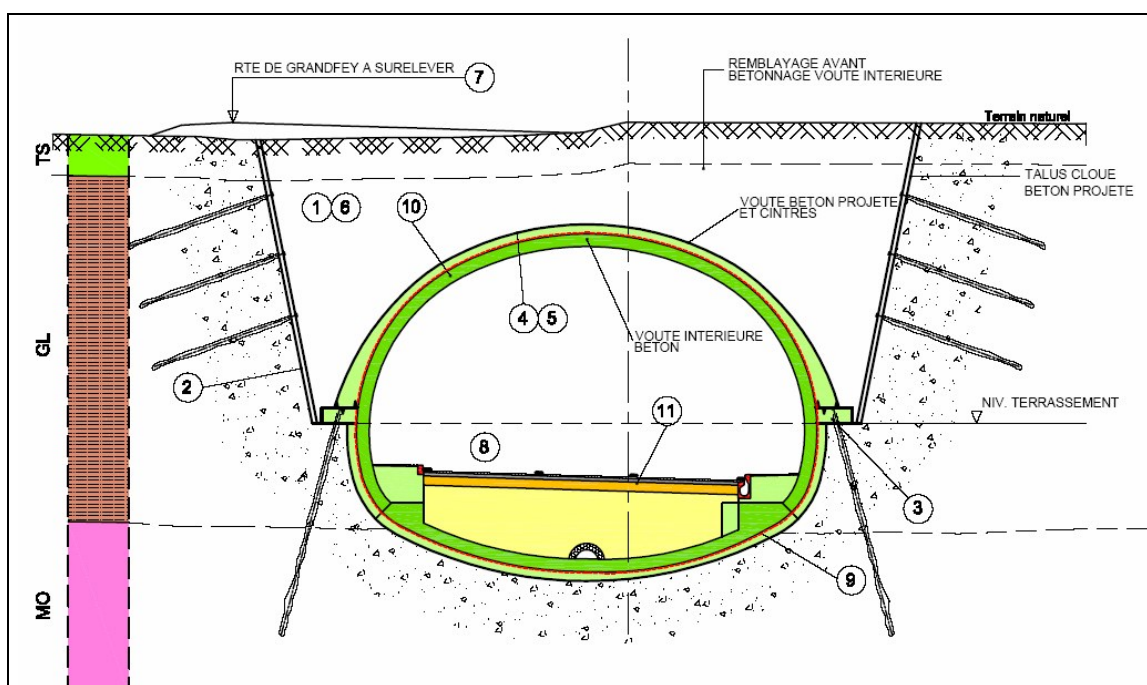 RTE DE GRANDFEY A SURELEVER
7
REMBLAYAGE AVANT
BETONNAGE VOUTE INTERIEURE
Terrain naturel
TS
TALUS CLOUE
BETON PROJETE
1 6
10
VOUTE BETON PROJETE
ET CINTRES
4 5
VOUTE INTERIEURE
BETON
GL
2
11
NIV. TERRASSEMENT
8
3
9
MO